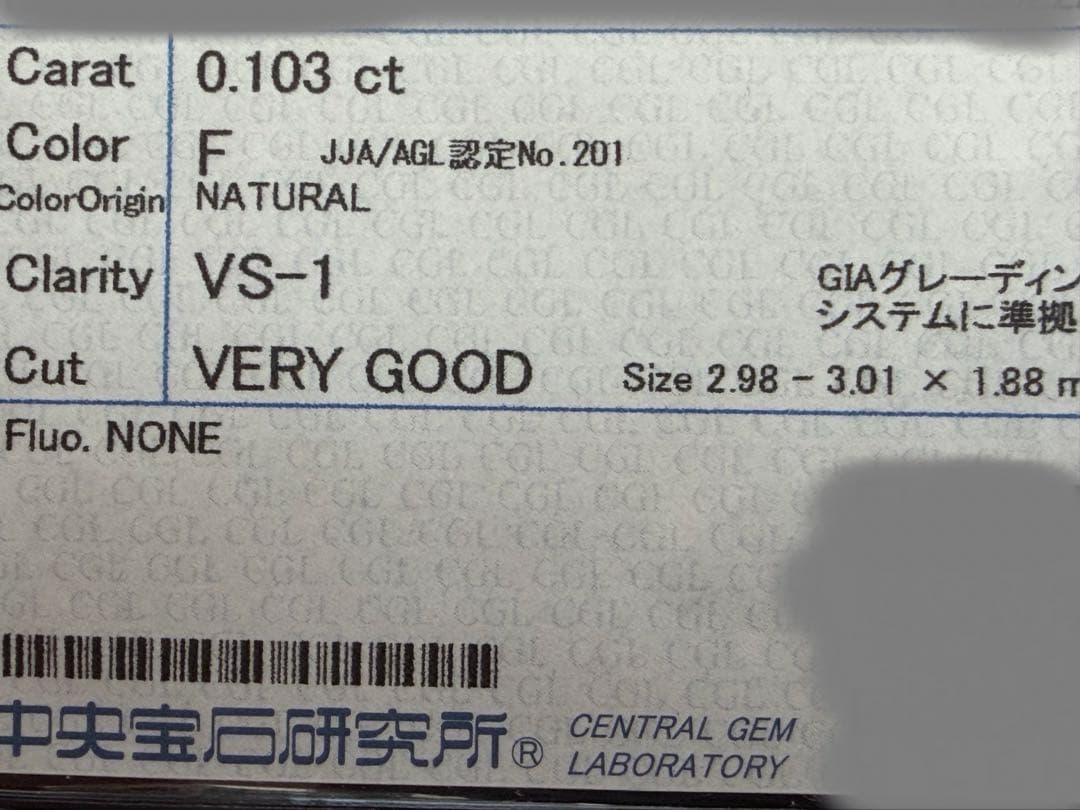 Carat 0.103 ct
Color F JJA/AGL認定No.201
ColorOrigin NATURAL
Clarity VS-1 GIAグレーディン
システムに準拠
Cut VERY GOOD Size 2.98 - 3.01 × 1.88
Fluo. NONE
中央宝石研究所® CENTRAL GEM
LABORATORY